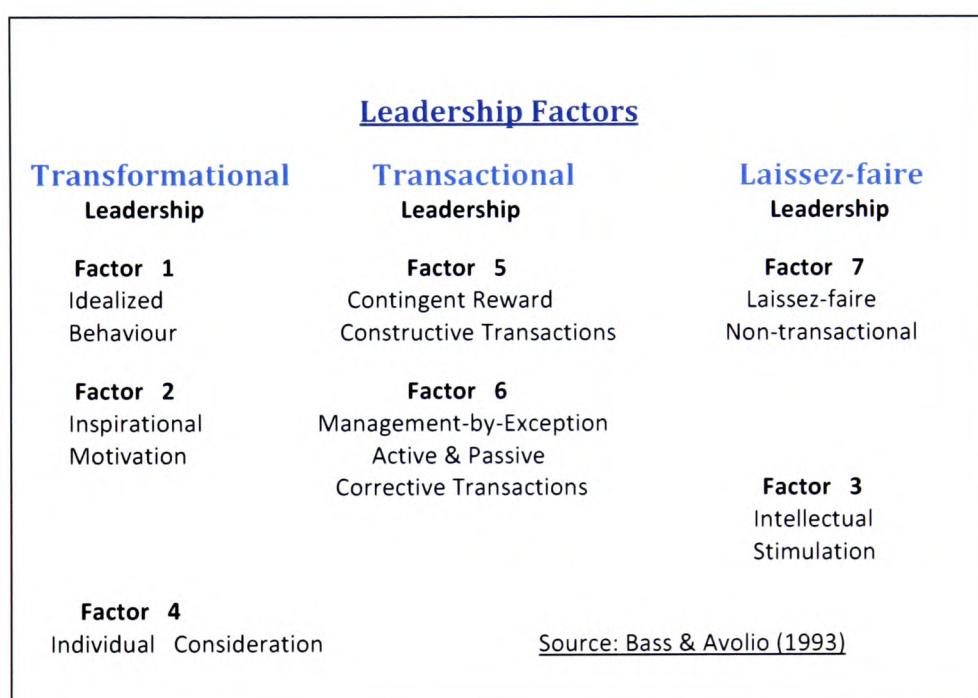 Leadership Factors
Transformational
Leadership
Factor 1
Idealized
Behaviour
Factor 2
Inspirational
Motivation
Factor 4
Individual Consideration
Transactional
Leadership
Factor 5
Contingent Reward
Constructive Transactions
Factor 6
Management-by-Exception
Active & Passive
Corrective Transactions
Laissez-faire
Leadership
Factor 7
Laissez-faire
Non-transactional
Factor 3
Intellectual
Stimulation
Source: Bass & Avolio (1993)